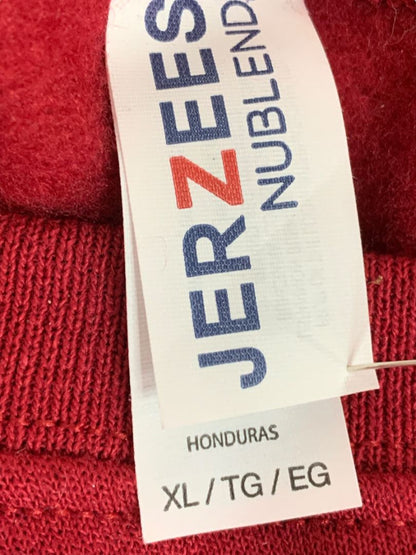 JERZEES
NUBLEND
HONDURAS
XL / TG / EG